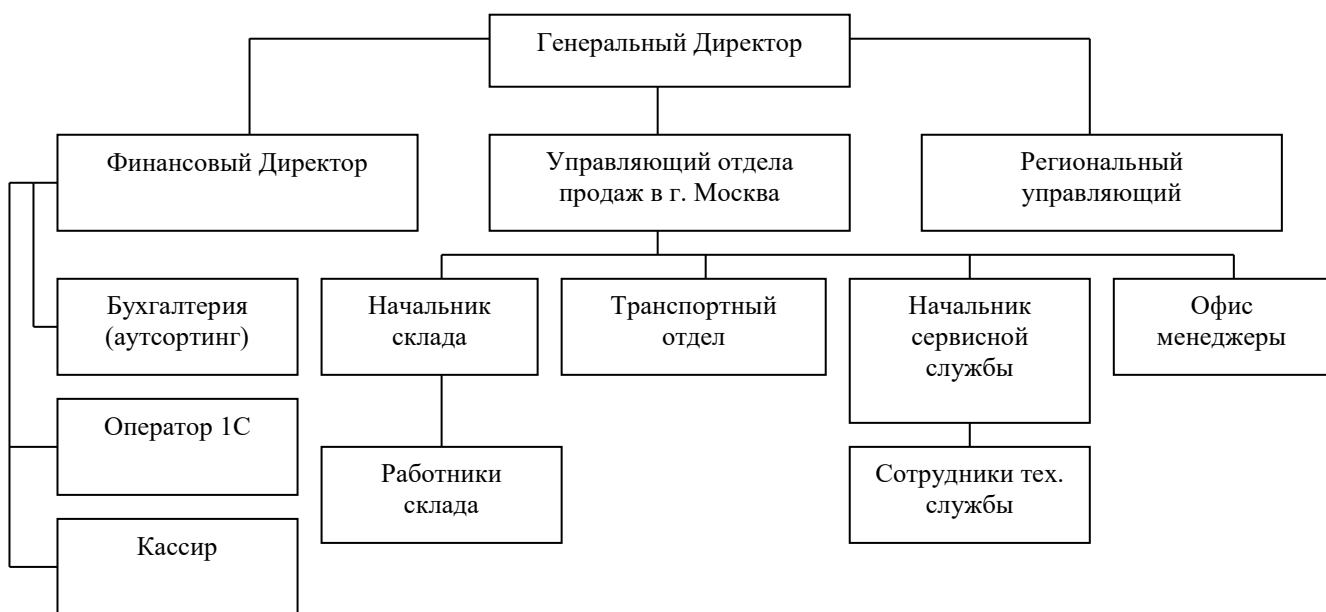 Генеральный Директор
Финансовый Директор
Управляющий отдела
продаж в г. Москва
Региональный
управляющий
Бухгалтерия
(аутсортинг)
Начальник
склада
Транспортный
отдел
Начальник
сервисной
службы
Офис
менеджеры
Оператор 1С
Работники
склада
Сотрудники тех.
службы
Кассир